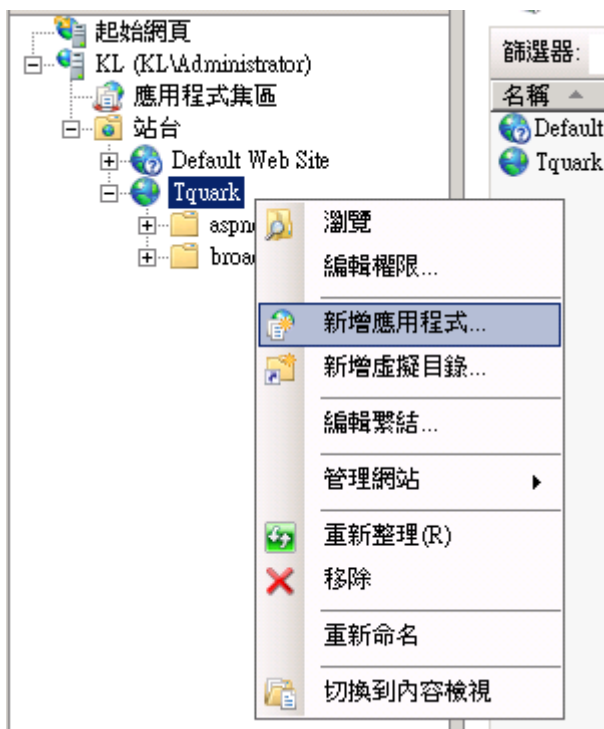 起始網頁
KL (KL\Administrator)
應用程式集區
站台
Default Web Site
Tquark
瀏覽
編輯權限...
新增應用程式...
新增虛擬目錄...
編輯繫結...
管理網站
重新整理(R)
移除
重新命名
切換到內容檢視
篩選器:
名稱
Default
Tquark